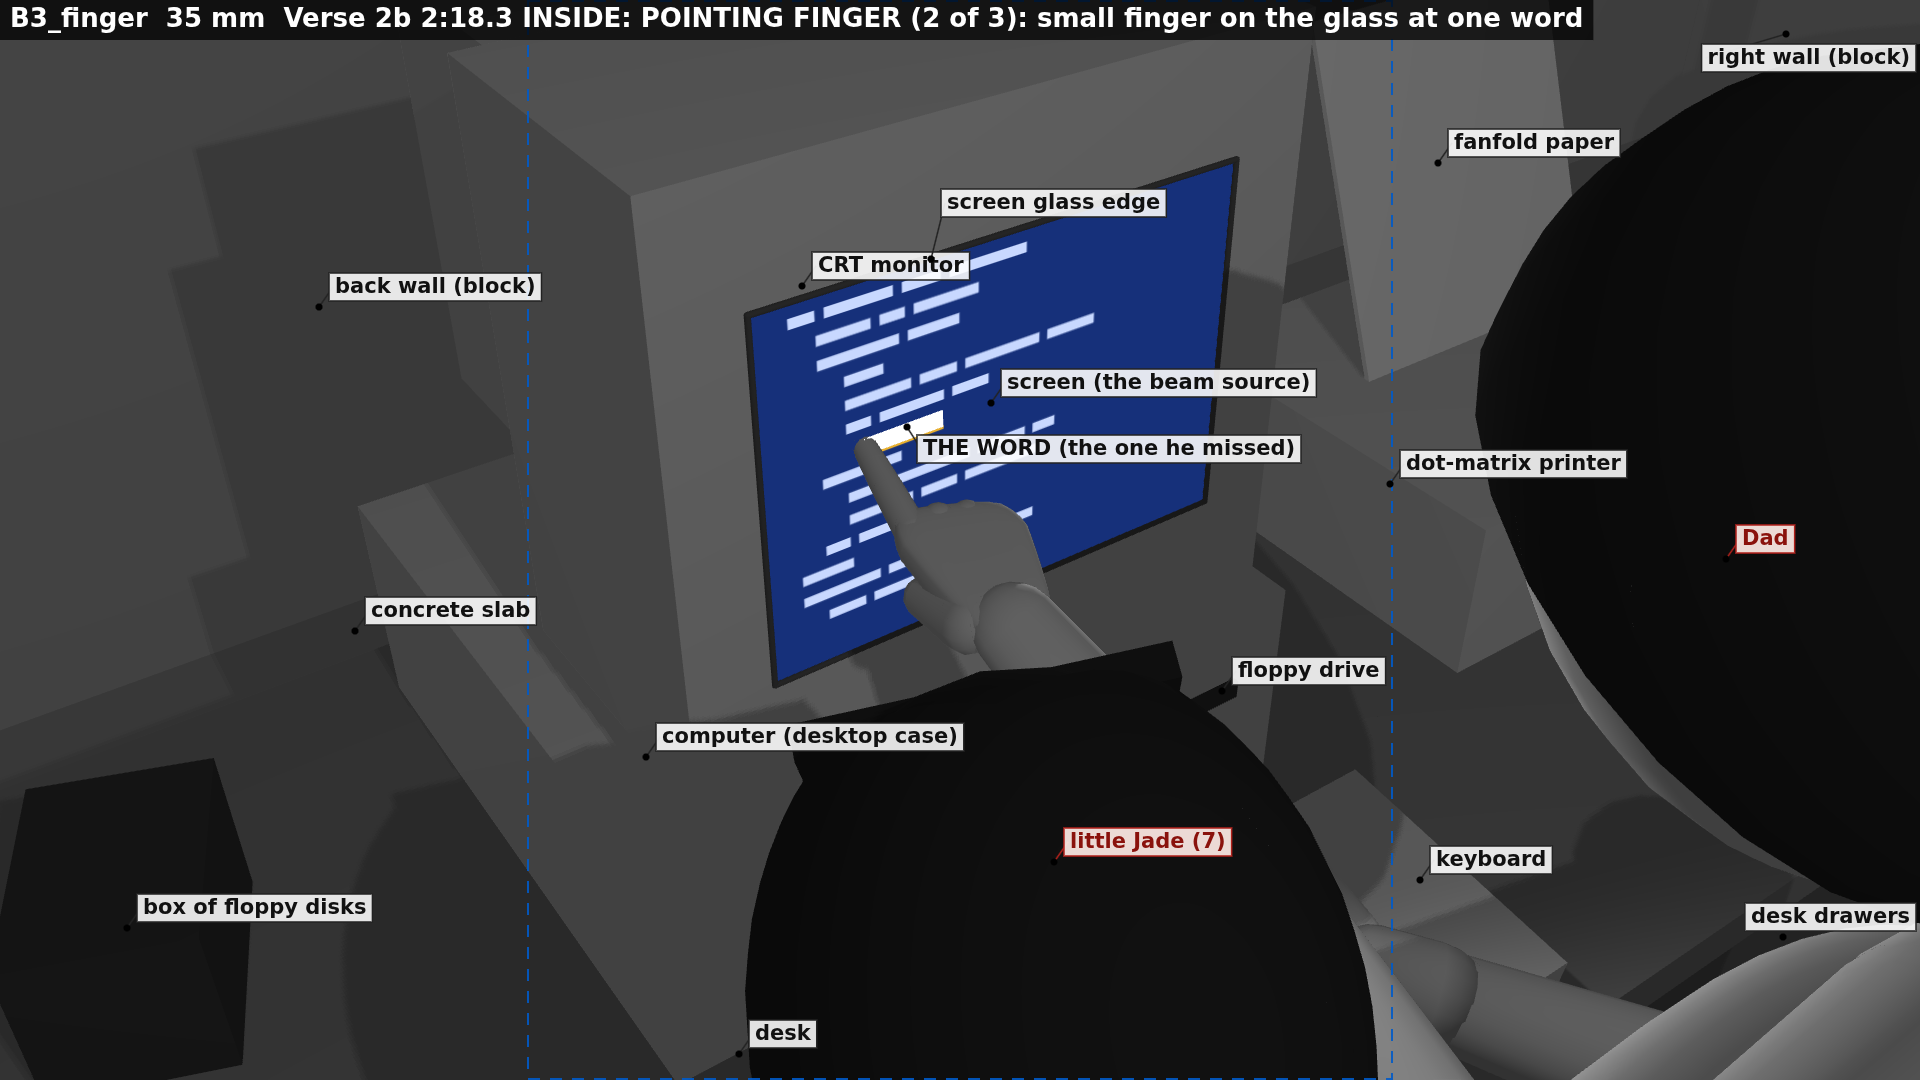 B3_finger 35 mm Verse 2b 2:18.3 INSIDE: POINTING FINGER (2 of 3): small finger on the glass at one word
right wall (block)
fanfold paper
screen glass edge
CRT monitor
back wall (block)
screen (the beam source)
THE WORD (the one he missed)
dot-matrix printer
Dad
concrete slab
floppy drive
computer (desktop case)
little Jade (7)
keyboard
box of floppy disks
desk drawers
desk